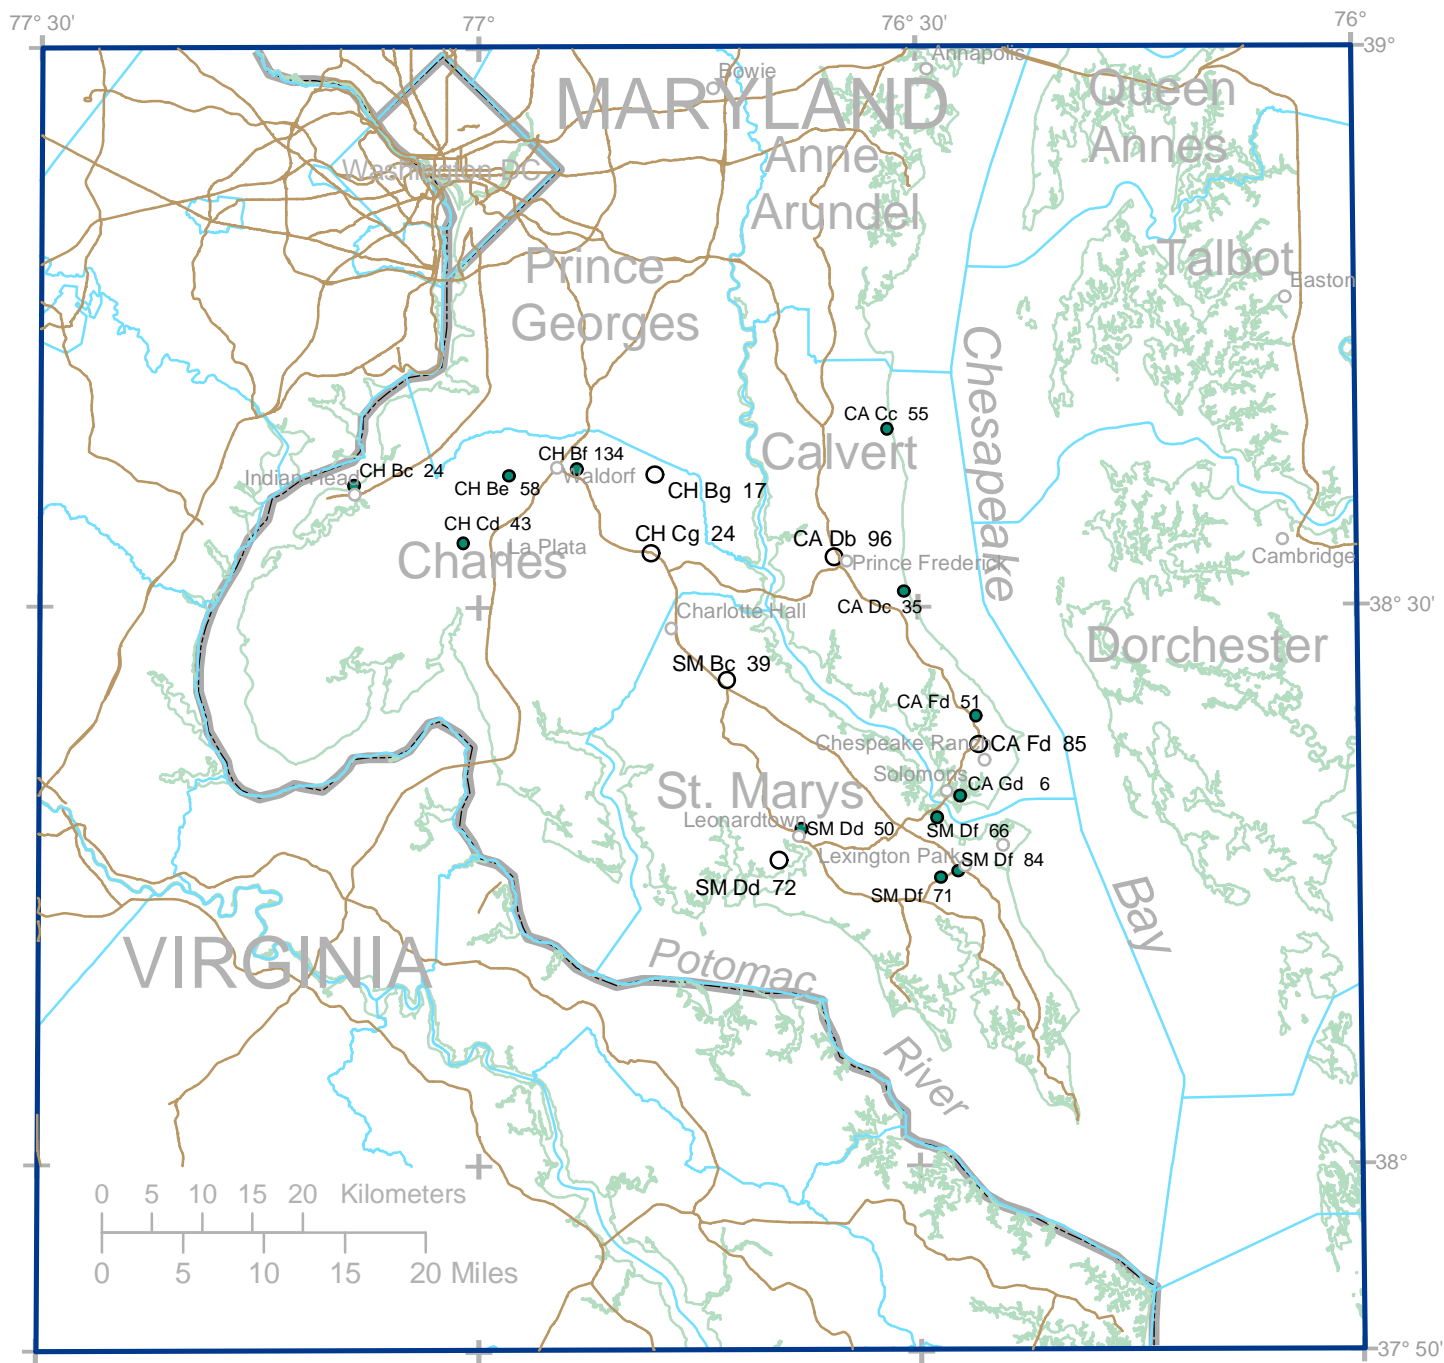 77° 30'
77°
76° 30'
76°
39°
Annapolis
Bowie
MARYLAND
Queen
Annes
Anne
Arundel
Washington DC
Talbot
Easton
Prince
Georges
Chesapeake
CA Cc 55
Calvert
CH Bf 134
Waldorf
CH Bc 24
Indian Head
CH Be 58
CH Bg 17
CH Cd 43
CH Cg 24
CA Db 96
La Plata
Charles
Prince Frederick
Cambridge
CA Dc 35
38° 30'
Charlotte Hall
Dorchester
SM Bc 39
CA Fd 51
Chespeake Ranch
CA Fd 85
Solomons
CA Gd 6
St. Marys
Leonardtown
SM Dd 50
SM Df 66
Lexington Park
SM Df 84
SM Dd 72
SM Df 71
Bay
VIRGINIA
Potomac
River
38°
0 5 10 15 20 Kilometers
0 5 10 15 20 Miles
37° 50'